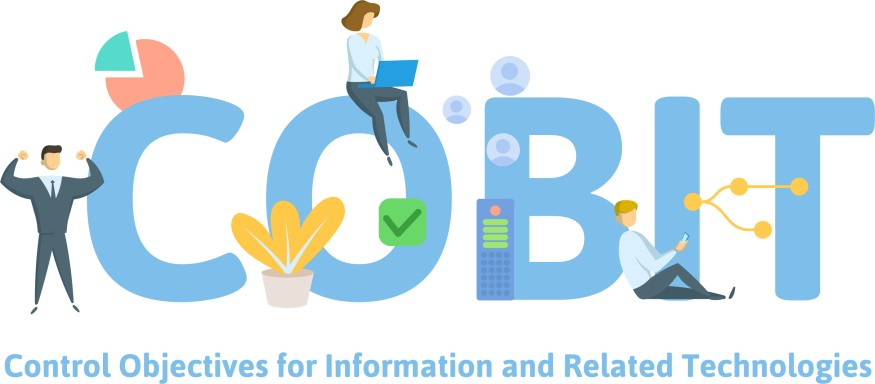 COBIT
Control Objectives for Information and Related Technologies